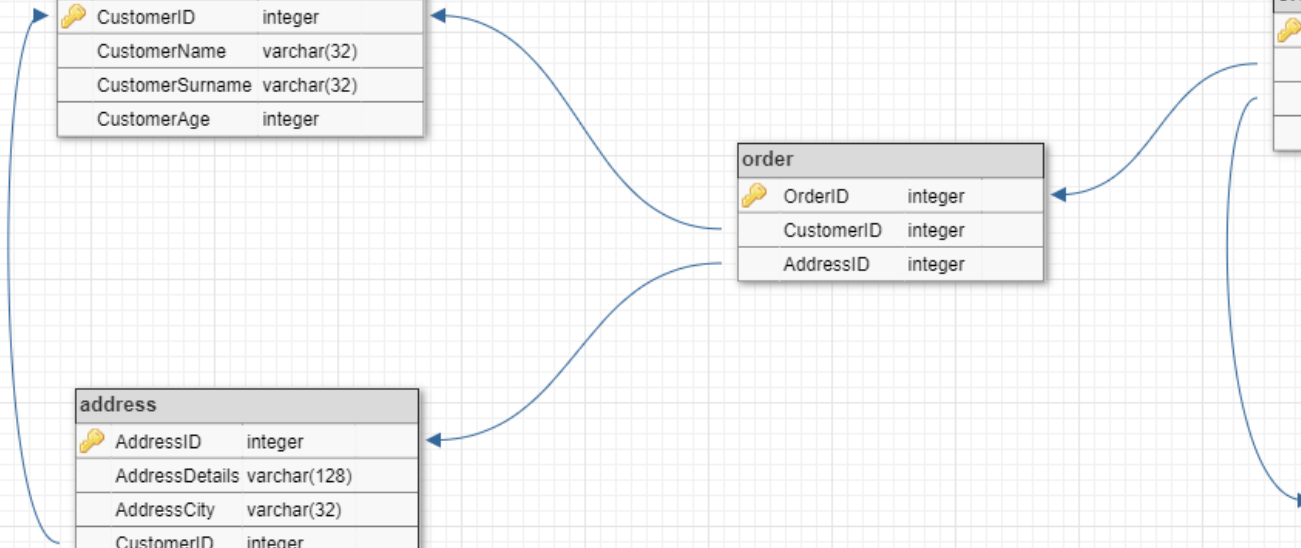 CustomerID integer
CustomerName varchar(32)
CustomerSurname varchar(32)
CustomerAge integer
order
OrderID integer
CustomerID integer
AddressID integer
address
AddressID integer
AddressDetails varchar(128)
AddressCity varchar(32)
CustomerID integer